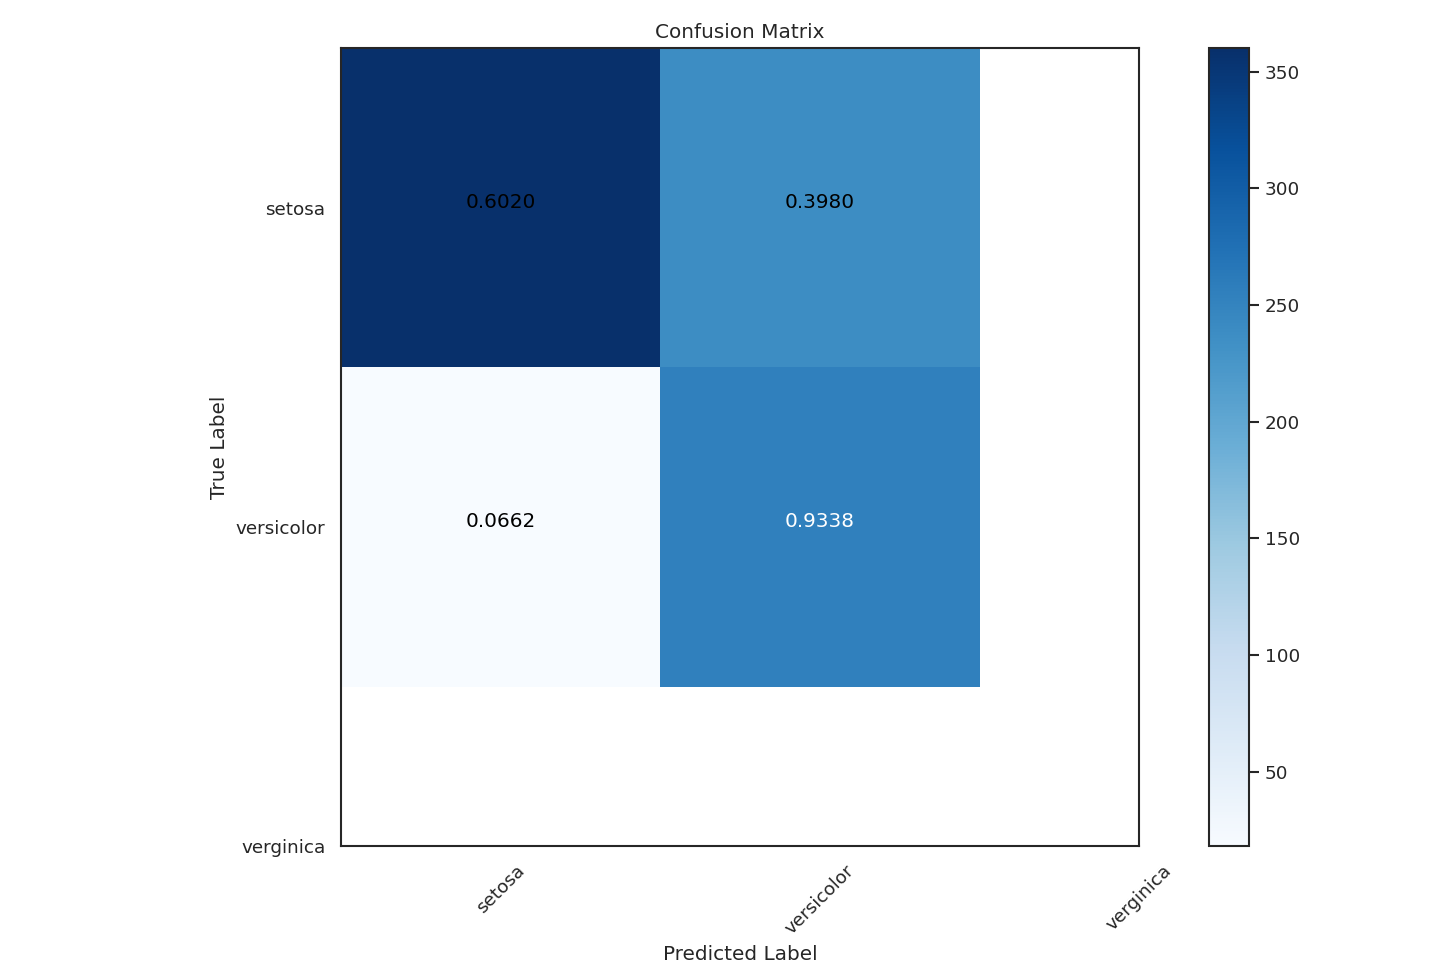 Confusion Matrix
setosa
0.6020
0.3980
versicolor
0.0662
0.9338
verginica
True Label
setosa
versicolor
verginica
Predicted Label
350
300
250
200
150
100
50